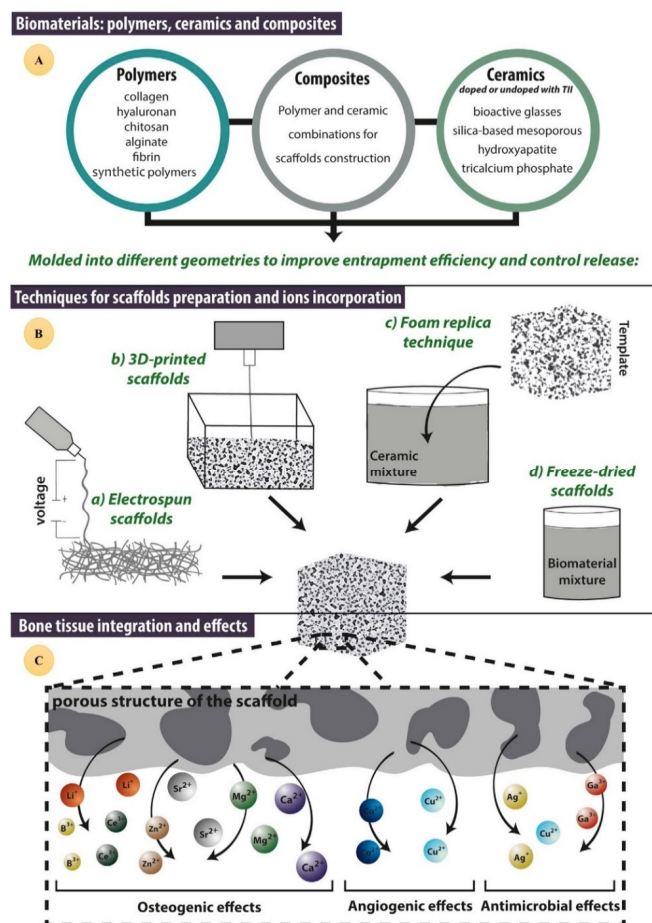 Biomaterials: polymers, ceramics and composites
A
Polymers
collagen
hyaluronan
chitosan
alginate
fibrin
synthetic polymers
Composites
Polymer and ceramic
combinations for
scaffolds construction
Ceramics
doped or undoped with TII
bioactive glasses
silica-based mesoporous
hydroxyapatite
tricalcium phosphate
Molded into different geometries to improve entrapment efficiency and control release:
Techniques for scaffolds preparation and ions incorporation
B
b) 3D-printed
scaffolds
c) Foam replica
technique
Template
Ceramic
mixture
voltage
+
-
a) Electrospun
scaffolds
d) Freeze-dried
scaffolds
Biomaterial
mixture
Bone tissue integration and effects
C
porous structure of the scaffold
Li⁺
Li⁺
B³⁺
Ce³⁺
B³⁺
Ce³⁺
Zn²⁺
Zn²⁺
Sr²⁺
Sr²⁺
Mg²⁺
Mg²⁺
Ca²⁺
Ca²⁺
Cu²⁺
Cu²⁺
Ag⁺
Cu²⁺
Ag⁺
Ga³⁺
Ga³⁺
Osteogenic effects
Angiogenic effects
Antimicrobial effects